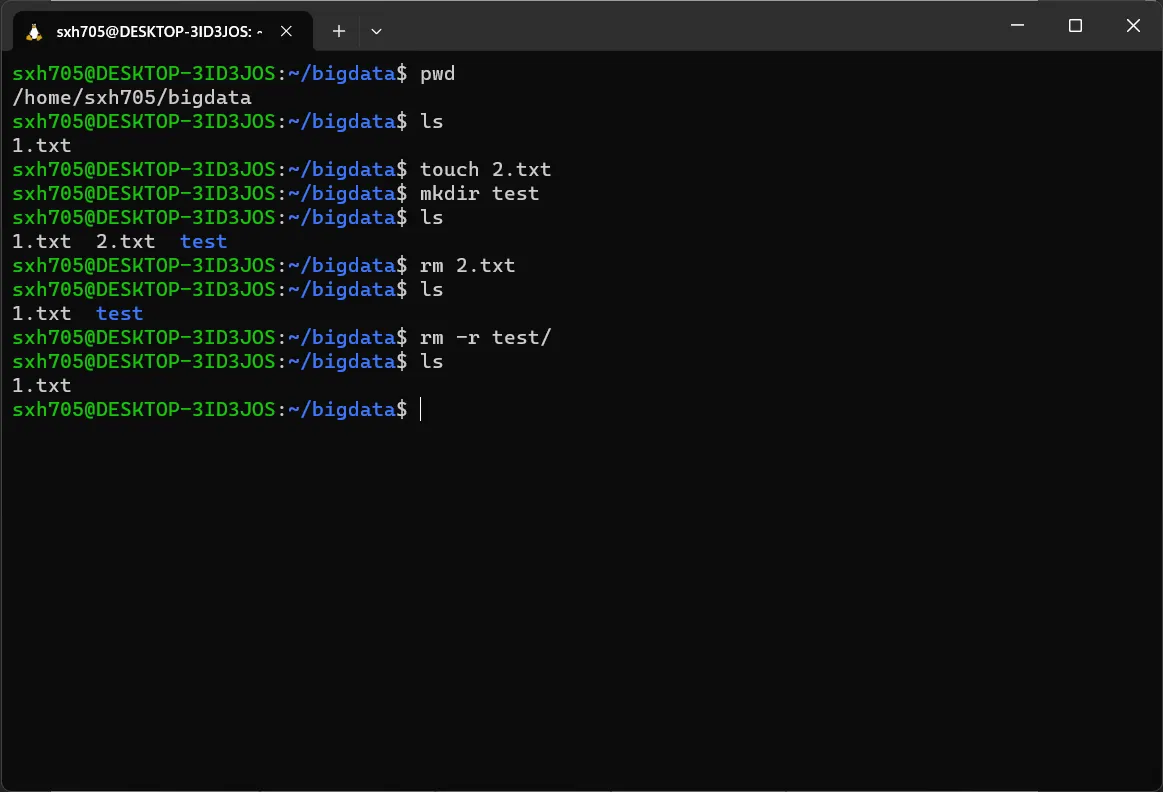 sxh705@DESKTOP-3ID3JOS: ~
sxh705@DESKTOP-3ID3JOS:~/bigdata$ pwd
/home/sxh705/bigdata
sxh705@DESKTOP-3ID3JOS:~/bigdata$ ls
1.txt
sxh705@DESKTOP-3ID3JOS:~/bigdata$ touch 2.txt
sxh705@DESKTOP-3ID3JOS:~/bigdata$ mkdir test
sxh705@DESKTOP-3ID3JOS:~/bigdata$ ls
1.txt  2.txt  test
sxh705@DESKTOP-3ID3JOS:~/bigdata$ rm 2.txt
sxh705@DESKTOP-3ID3JOS:~/bigdata$ ls
1.txt  test
sxh705@DESKTOP-3ID3JOS:~/bigdata$ rm -r test/
sxh705@DESKTOP-3ID3JOS:~/bigdata$ ls
1.txt
sxh705@DESKTOP-3ID3JOS:~/bigdata$